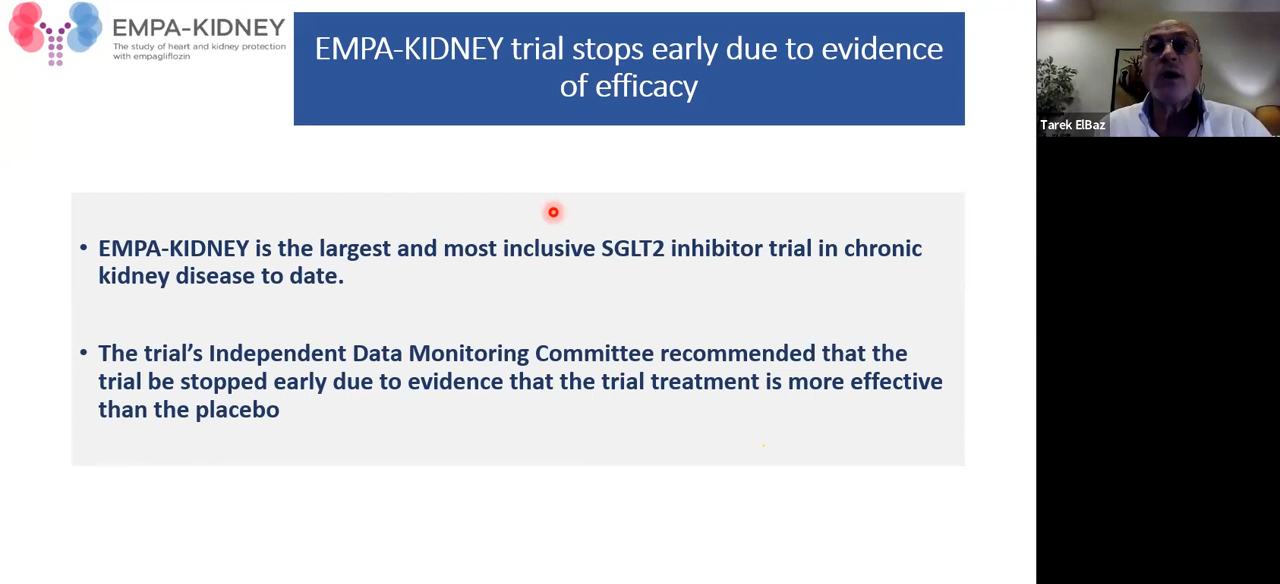 EMPA-KIDNEY
The study of heart and kidney protection
with empagliflozin
EMPA-KIDNEY trial stops early due to evidence
of efficacy
Tarek ElBaz
• EMPA-KIDNEY is the largest and most inclusive SGLT2 inhibitor trial in chronic
kidney disease to date.
• The trial’s Independent Data Monitoring Committee recommended that the
trial be stopped early due to evidence that the trial treatment is more effective
than the placebo